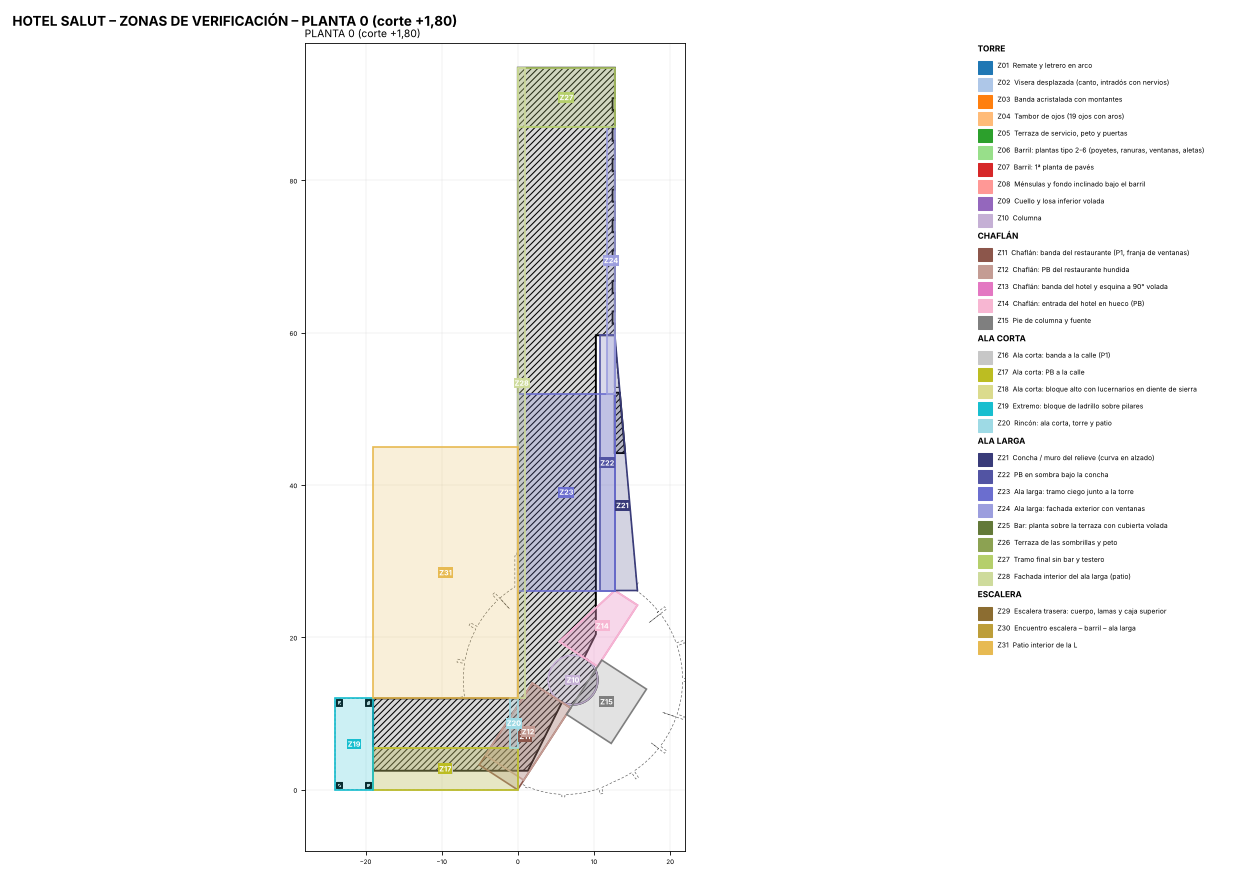 HOTEL SALUT – ZONAS DE VERIFICACIÓN – PLANTA 0 (corte +1,80)
PLANTA 0 (corte +1,80)
TORRE
Z01 Remate y letrero en arco
Z02 Visera desplazada (canto, intradós con nervios)
Z03 Banda acristalada con montantes
Z04 Tambor de ojos (19 ojos con aros)
Z05 Terraza de servicio, peto y puertas
Z06 Barril: plantas tipo 2-6 (poyetes, ranuras, ventanas, aletas)
Z07 Barril: 1ª planta de pavés
Z08 Ménsulas y fondo inclinado bajo el barril
Z09 Cuello y losa inferior volada
Z10 Columna
CHAFLÁN
Z11 Chaflán: banda del restaurante (P1, franja de ventanas)
Z12 Chaflán: PB del restaurante hundida
Z13 Chaflán: banda del hotel y esquina a 90° volada
Z14 Chaflán: entrada del hotel en hueco (PB)
Z15 Pie de columna y fuente
ALA CORTA
Z16 Ala corta: banda a la calle (P1)
Z17 Ala corta: PB a la calle
Z18 Ala corta: bloque alto con lucernarios en diente de sierra
Z19 Extremo: bloque de ladrillo sobre pilares
Z20 Rincón: ala corta, torre y patio
ALA LARGA
Z21 Concha / muro del relieve (curva en alzado)
Z22 PB en sombra bajo la concha
Z23 Ala larga: tramo ciego junto a la torre
Z24 Ala larga: fachada exterior con ventanas
Z25 Bar: planta sobre la terraza con cubierta volada
Z26 Terraza de las sombrillas y peto
Z27 Tramo final sin bar y testero
Z28 Fachada interior del ala larga (patio)
ESCALERA
Z29 Escalera trasera: cuerpo, lamas y caja superior
Z30 Encuentro escalera – barril – ala larga
Z31 Patio interior de la L
Z27
80
Z24
60
Z28
Z22
40
Z23
Z21
Z31
20
Z14
Z10
Z15
Z20
Z12
Z19
Z17
0
−20
−10
0
10
20